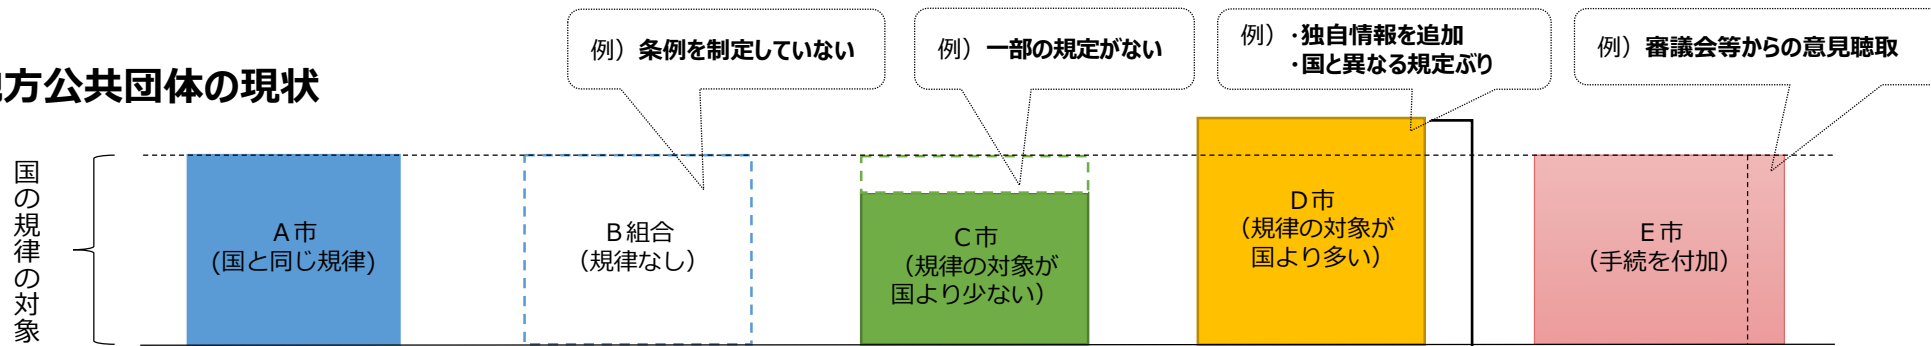 方公共団体の現状
例）条例を制定していない
例）一部の規定がない
例）・独自情報を追加
・国と異なる規定ぶり
例）審議会等からの意見聴取
国の規律の対象
A市
(国と同じ規律)
B組合
（規律なし）
C市
（規律の対象が
国より少ない）
D市
（規律の対象が
国より多い）
E市
（手続を付加）